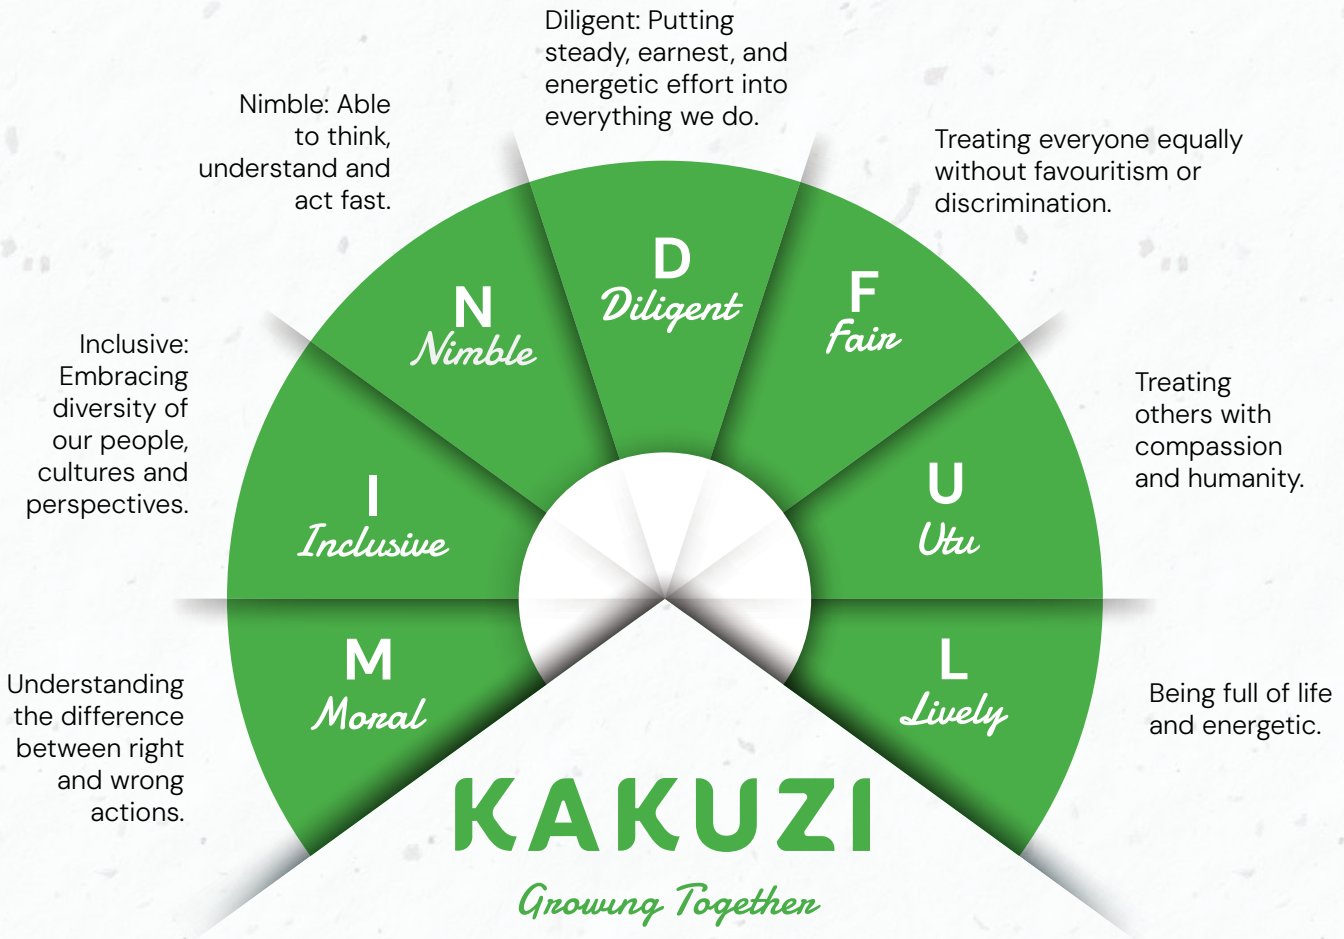 Understanding
the difference
between right
and wrong
actions.
M
Moral
Inclusive:
Embracing
diversity of
our people,
cultures and
perspectives.
I
Inclusive
Nimble: Able
to think,
understand and
act fast.
N
Nimble
Diligent: Putting
steady, earnest, and
energetic effort into
everything we do.
D
Diligent
Treating everyone equally
without favouritism or
discrimination.
F
Fair
Treating
others with
compassion
and humanity.
U
Utu
Being full of life
and energetic.
L
Lively
KAKUZI
Growing Together